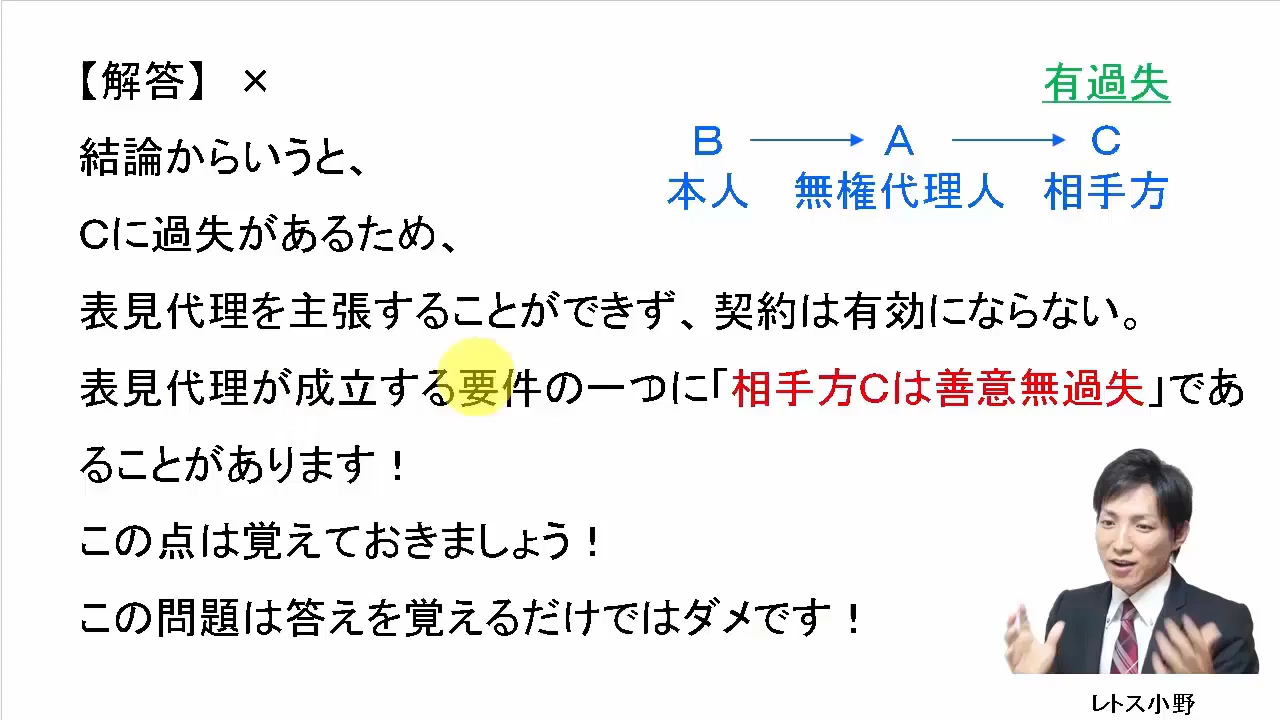 【解答】 ×
有過失
B → A → C
本人 無権代理人 相手方
結論からいうと、
Cに過失があるため、
表見代理を主張することができず、契約は有効にならない。
表見代理が成立する要件の一つに「相手方Cは善意無過失」であ
ることがあります！
この点は覚えておきましょう！
この問題は答えを覚えるだけではダメです！
レトス小野